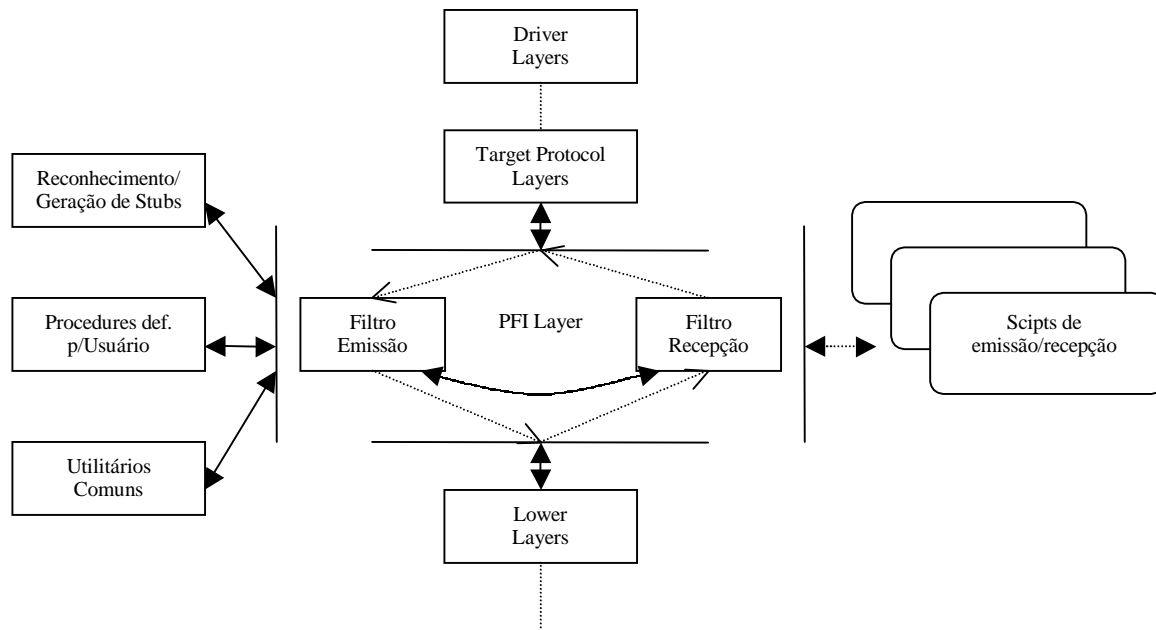 Driver
Layers
Target Protocol
Layers
Reconhecimento/
Geração de Stubs
Procedures def.
p/Usuário
Utilitários
Comuns
Filtro
Emissão
PFI Layer
Filtro
Recepção
Scipts de
emissão/recepção
Lower
Layers